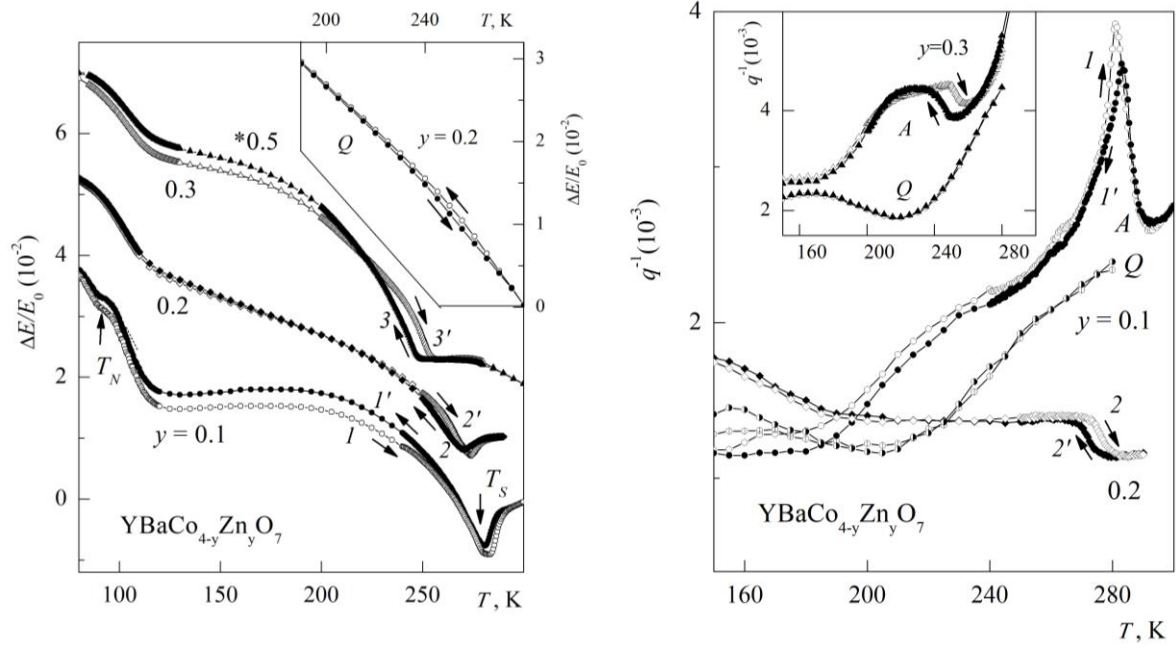 200
240
T, K
3
2
1
0
ΔE/E₀ (10⁻²)
y = 0.2
Q
6
4
2
0
ΔE/E₀ (10⁻²)
*0.5
0.3
0.2
3
3'
T_N
y = 0.1
1'
1
2'
2
T_S
YBaCo₄₋yZn_yO₇
100
150
200
250
T, K
4
2
q⁻¹(10⁻³)
q⁻¹(10⁻³)
4
2
y=0.3
A
Q
160
200
240
280
1
1'
A
Q
y = 0.1
2
2'
0.2
YBaCo₄₋yZn_yO₇
160
200
240
280
T, K